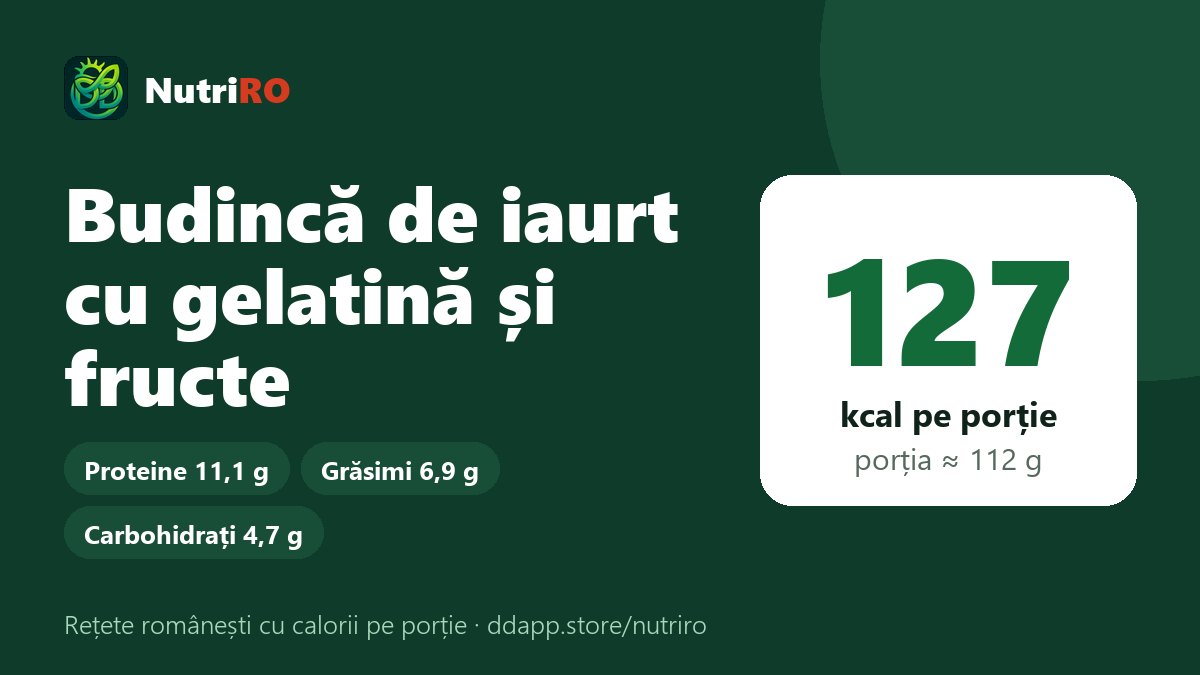 NutriRO
Budincă de iaurt
cu gelatină și
fructe
Proteine 11,1 g
Grăsimi 6,9 g
Carbohidrați 4,7 g
127
kcal pe porție
porția ≈ 112 g
Rețete românești cu calorii pe porție · ddapp.store/nutriro